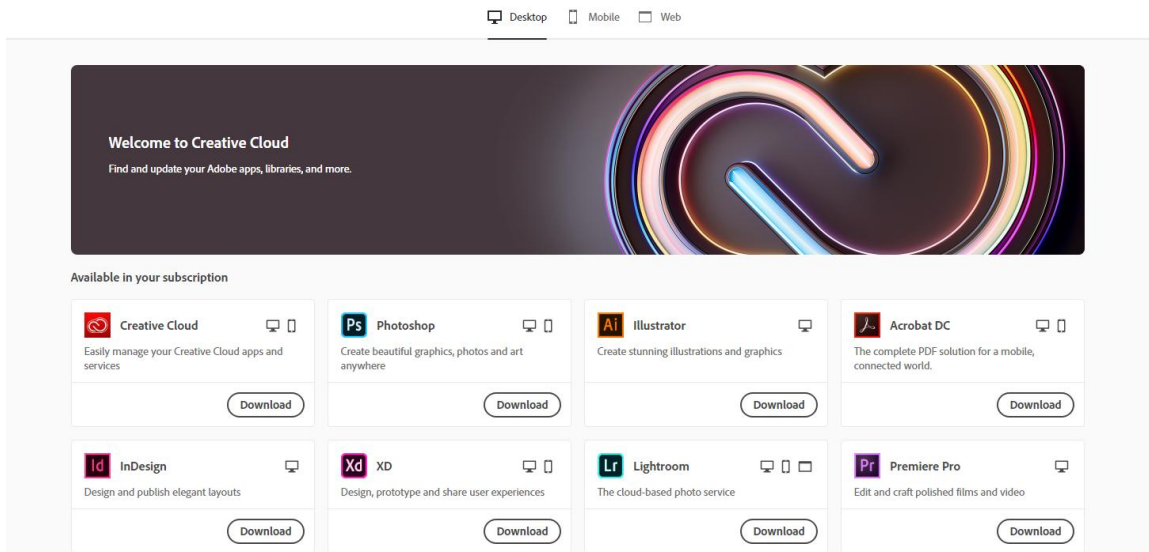 Desktop Mobile Web
Welcome to Creative Cloud
Find and update your Adobe apps, libraries, and more.
Available in your subscription
Creative Cloud
Easily manage your Creative Cloud apps and
services
Download
Ps Photoshop
Create beautiful graphics, photos and art
anywhere
Download
Ai Illustrator
Create stunning illustrations and graphics
Download
Acrobat DC
The complete PDF solution for a mobile,
connected world.
Download
Id InDesign
Design and publish elegant layouts
Download
Xd XD
Design, prototype and share user experiences
Download
Lr Lightroom
The cloud-based photo service
Download
Pr Premiere Pro
Edit and craft polished films and video
Download